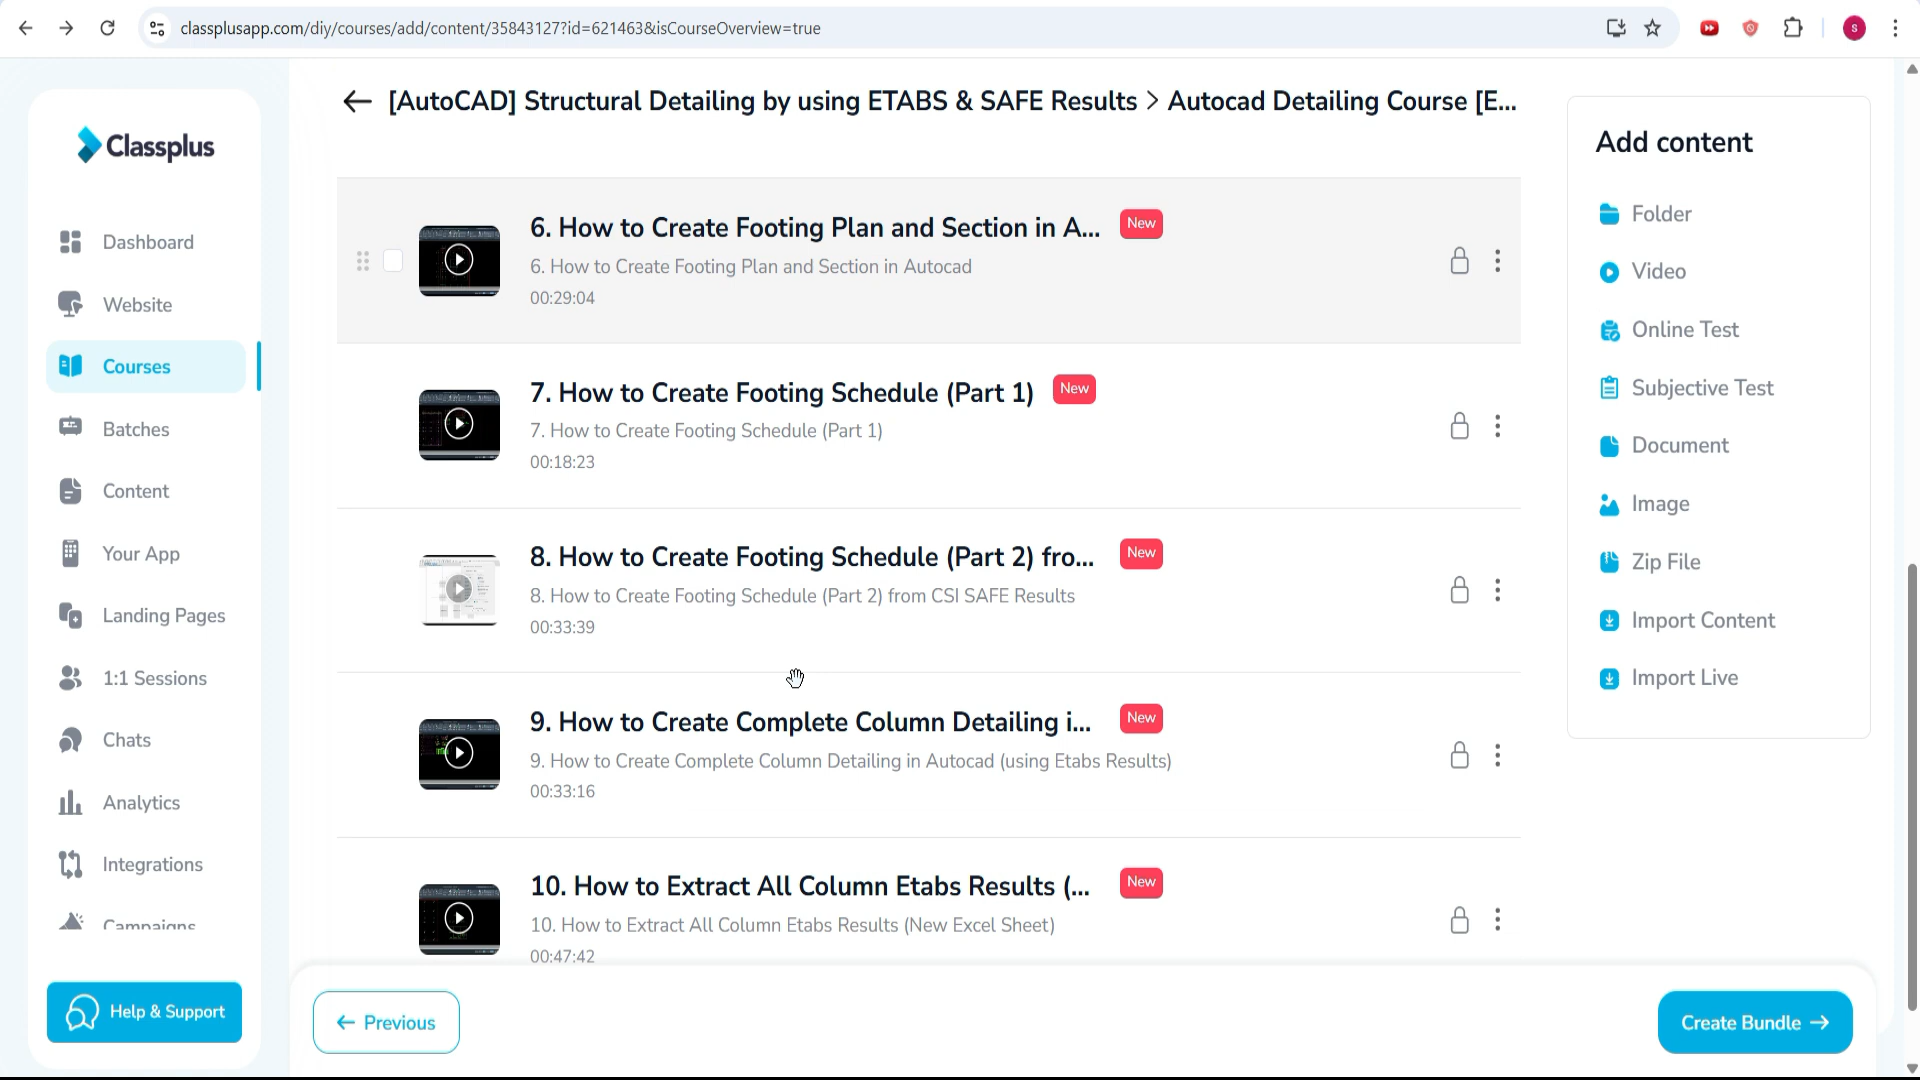 classplusapp.com/diy/courses/add/content/35843127?id=621463&isCourseOverview=true
S
Classplus
Dashboard
Website
Courses
Batches
Content
Your App
Landing Pages
1:1 Sessions
Chats
Analytics
Integrations
Campaigns
Help & Support
[AutoCAD] Structural Detailing by using ETABS & SAFE Results > Autocad Detailing Course [E...
6. How to Create Footing Plan and Section in A...
New
6. How to Create Footing Plan and Section in Autocad
00:29:04
7. How to Create Footing Schedule (Part 1)
New
7. How to Create Footing Schedule (Part 1)
00:18:23
8. How to Create Footing Schedule (Part 2) fro...
New
8. How to Create Footing Schedule (Part 2) from CSI SAFE Results
00:33:39
9. How to Create Complete Column Detailing i...
New
9. How to Create Complete Column Detailing in Autocad (using Etabs Results)
00:33:16
10. How to Extract All Column Etabs Results (...
New
10. How to Extract All Column Etabs Results (New Excel Sheet)
00:47:42
Previous
Create Bundle
Add content
Folder
Video
Online Test
Subjective Test
Document
Image
Zip File
Import Content
Import Live